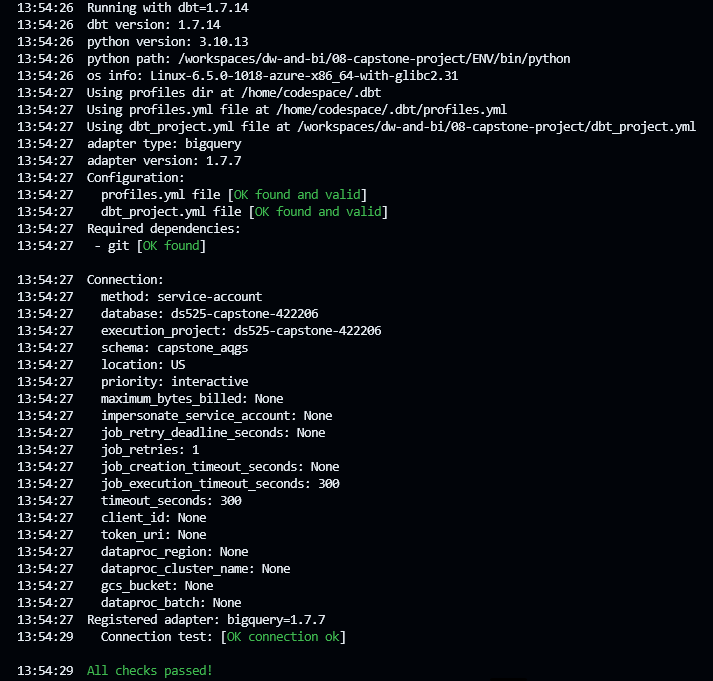 13:54:26  Running with dbt=1.7.14
13:54:26  dbt version: 1.7.14
13:54:26  python version: 3.10.13
13:54:26  python path: /workspaces/dw-and-bi/08-capstone-project/ENV/bin/python
13:54:26  os info: Linux-6.5.0-1018-azure-x86_64-with-glibc2.31
13:54:27  Using profiles dir at /home/codespace/.dbt
13:54:27  Using profiles.yml file at /home/codespace/.dbt/profiles.yml
13:54:27  Using dbt_project.yml file at /workspaces/dw-and-bi/08-capstone-project/dbt_project.yml
13:54:27  adapter type: bigquery
13:54:27  adapter version: 1.7.7
13:54:27  Configuration:
13:54:27    profiles.yml file [OK found and valid]
13:54:27    dbt_project.yml file [OK found and valid]
13:54:27  Required dependencies:
13:54:27   - git [OK found]
13:54:27  Connection:
13:54:27    method: service-account
13:54:27    database: ds525-capstone-422206
13:54:27    execution_project: ds525-capstone-422206
13:54:27    schema: capstone_aqgs
13:54:27    location: US
13:54:27    priority: interactive
13:54:27    maximum_bytes_billed: None
13:54:27    impersonate_service_account: None
13:54:27    job_retry_deadline_seconds: None
13:54:27    job_retries: 1
13:54:27    job_creation_timeout_seconds: None
13:54:27    job_execution_timeout_seconds: 300
13:54:27    timeout_seconds: 300
13:54:27    client_id: None
13:54:27    token_uri: None
13:54:27    dataproc_region: None
13:54:27    dataproc_cluster_name: None
13:54:27    gcs_bucket: None
13:54:27    dataproc_batch: None
13:54:27  Registered adapter: bigquery=1.7.7
13:54:29    Connection test: [OK connection ok]
13:54:29  All checks passed!